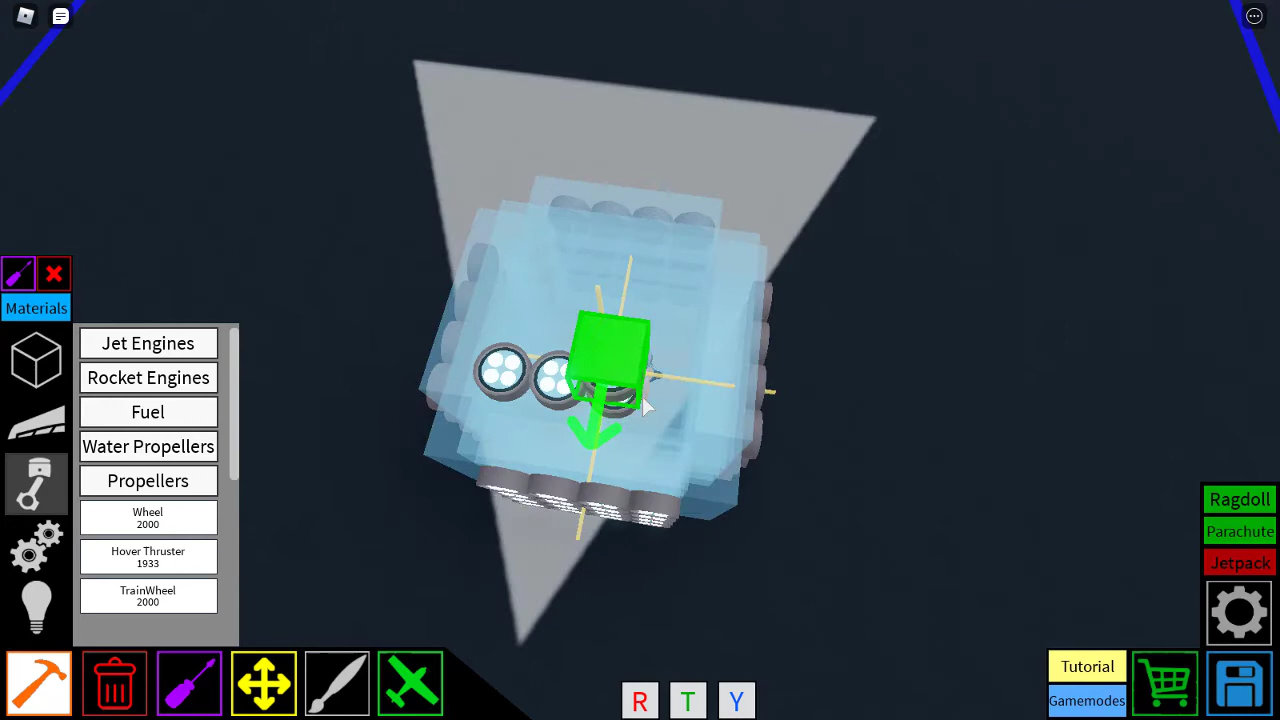 Materials
Jet Engines
Rocket Engines
Fuel
Water Propellers
Propellers
Wheel
2000
Hover Thruster
1933
TrainWheel
2000
Ragdoll
Parachute
Jetpack
Tutorial
Gamemodes
R T Y